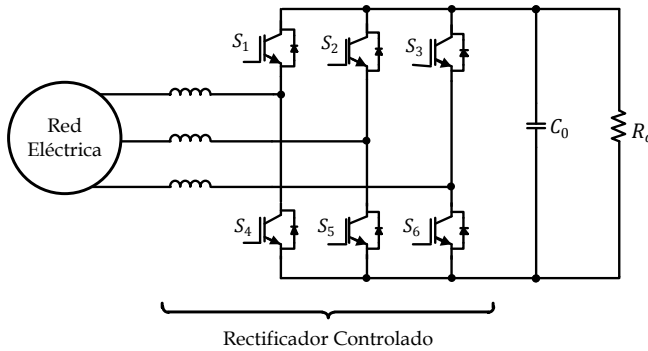 S₁
S₂
S₃
Red
Eléctrica
C₀
S₄
S₅
S₆
Rectificador Controlado